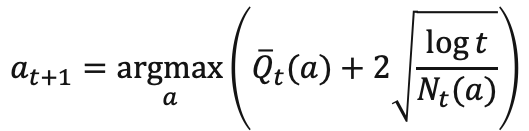 a_{t+1} = argmax_a ( Q̄_t(a) + 2 √( log t / N_t(a) ) )